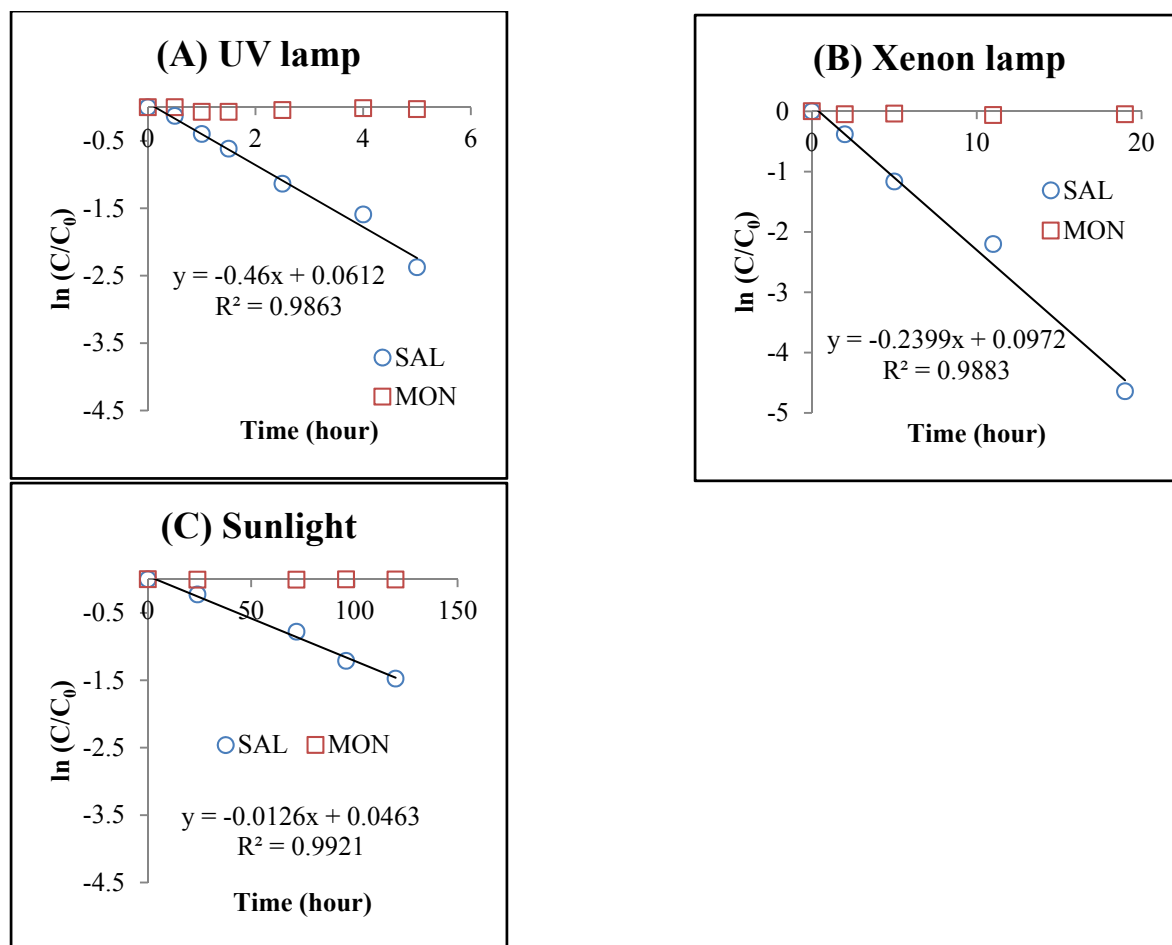 (A) UV lamp
0 2 4 6
-0.5
-1.5
-2.5
-3.5
-4.5
ln (C/C₀)
y = -0.46x + 0.0612
R² = 0.9863
SAL
MON
Time (hour)
(B) Xenon lamp
0
-1
-2
-3
-4
-5
0 10 20
ln (C/C₀)
SAL
MON
y = -0.2399x + 0.0972
R² = 0.9883
Time (hour)
(C) Sunlight
0 50 100 150
-0.5
-1.5
-2.5
-3.5
-4.5
ln (C/C₀)
SAL MON
y = -0.0126x + 0.0463
R² = 0.9921
Time (hour)